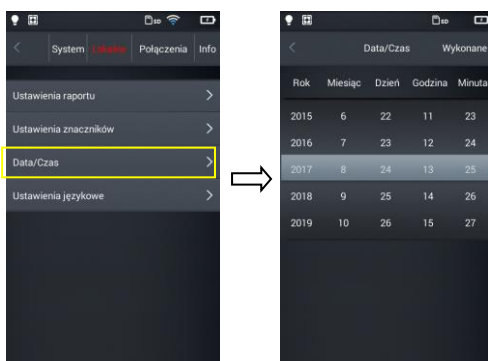 System Lokalne Połączenia Info
Ustawienia raportu
Ustawienia znaczników
Data/Czas
Ustawienia językowe
Data/Czas Wykonane
Rok Miesiąc Dzień Godzina Minuta
2015 6 22 11 23
2016 7 23 12 24
2017 8 24 13 25
2018 9 25 14 26
2019 10 26 15 27